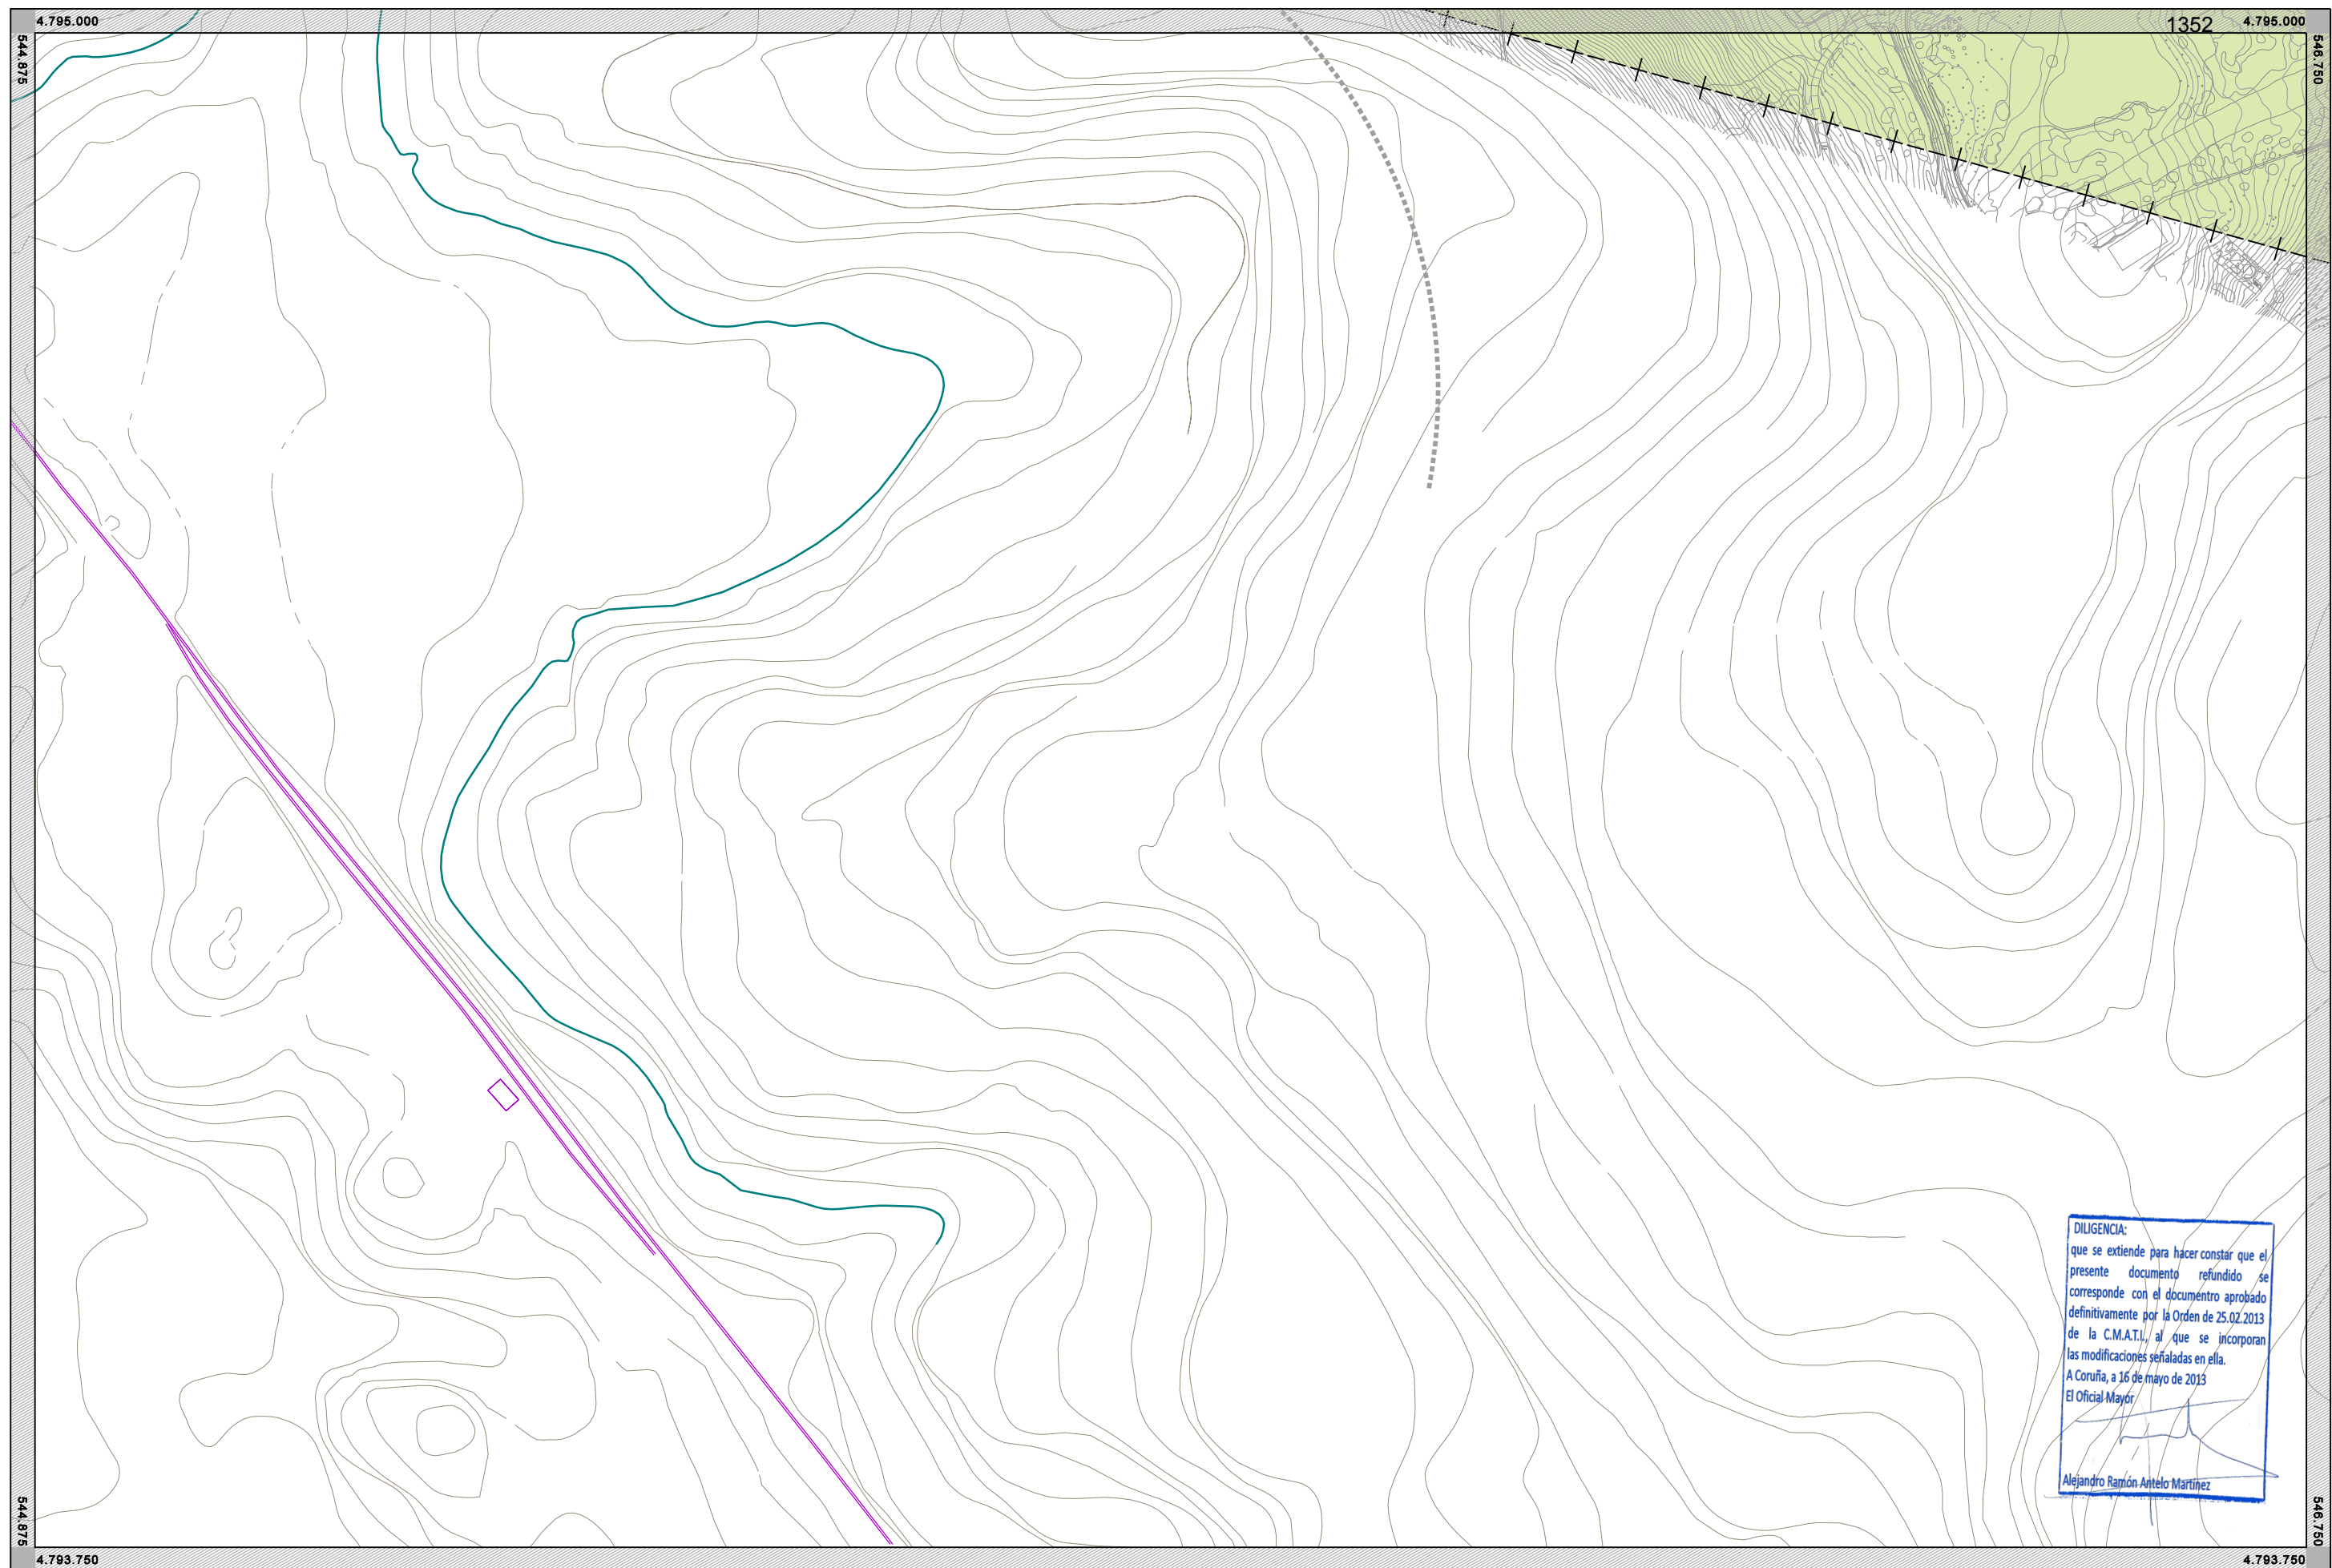 4.795.000
1352
4.795.000
544.875
546.750
DILIGENCIA:
que se extiende para hacer constar que el
presente documento refundido se
corresponde con el documentro aprobado
definitivamente por la Orden de 25.02.2013
de la C.M.A.T.I., al que se incorporan
las modificaciones señaladas en ella.
A Coruña, a 16 de mayo de 2013
El Oficial Mayor
Alejandro Ramón Antelo Martínez
544.875
546.750
4.793.750
4.793.750